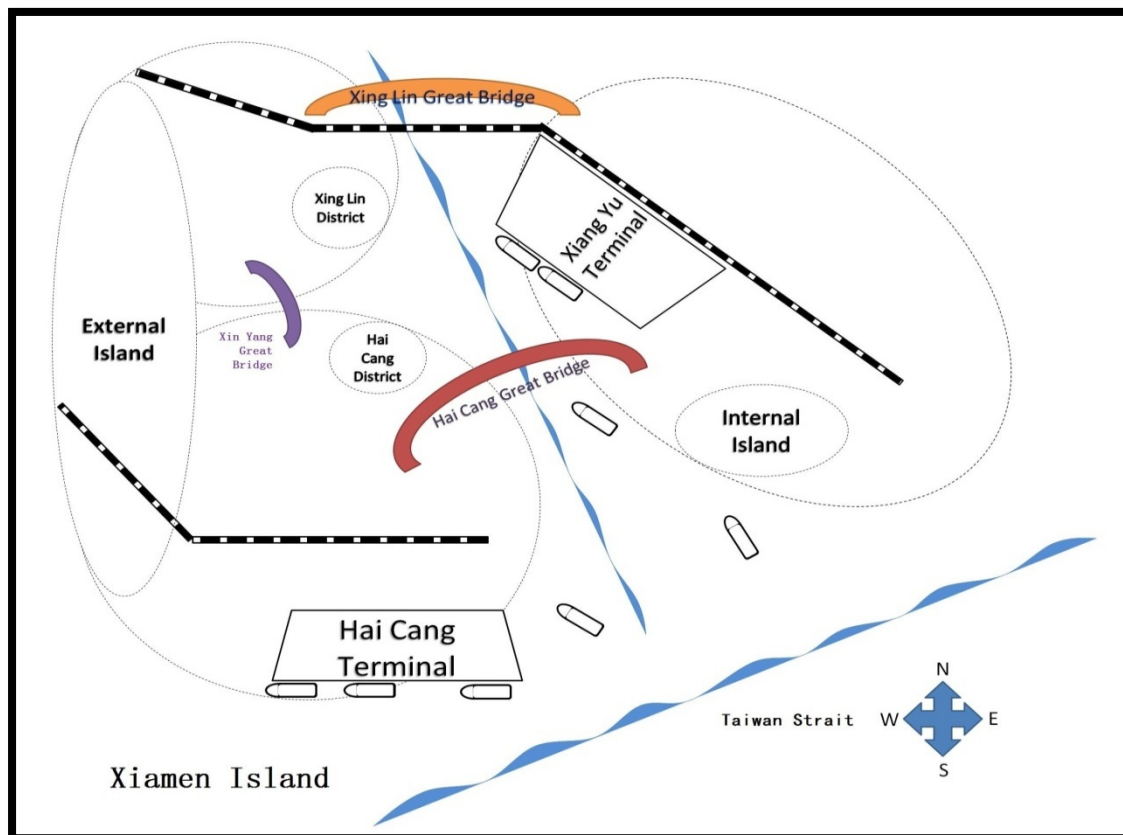 Xing Lin Great Bridge
Xing Lin
District
Xiang Yu
Terminal
External
Island
Xin Yang
Great
Bridge
Hai
Cang
District
Hai Cang Great Bridge
Internal
Island
Hai Cang
Terminal
N
Taiwan Strait
W
E
S
Xiamen Island